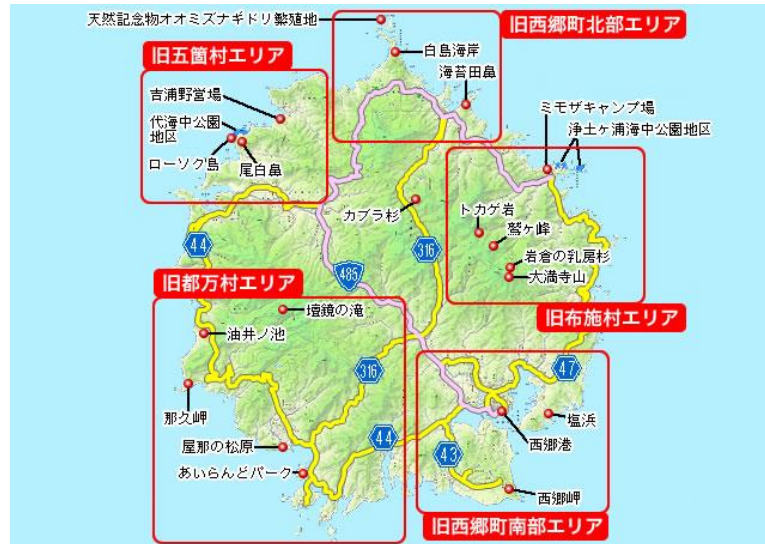 天然記念物オオミズナギドリ繁殖地
旧西郷町北部エリア
白島海岸
旧五箇村エリア
海苔田鼻
吉浦野営場
ミモザキャンプ場
代海中公園
地区
浄土ヶ浦海中公園地区
ローソク島
尾白鼻
カブラ杉
トカゲ岩
鷲ヶ峰
44
316
岩倉の乳房杉
485
大満寺山
旧都万村エリア
壇鏡の滝
旧布施村エリア
油井ノ池
316
47
那久岬
塩浜
西郷港
屋那の松原
44
43
あいらんどパーク
西郷岬
旧西郷町南部エリア